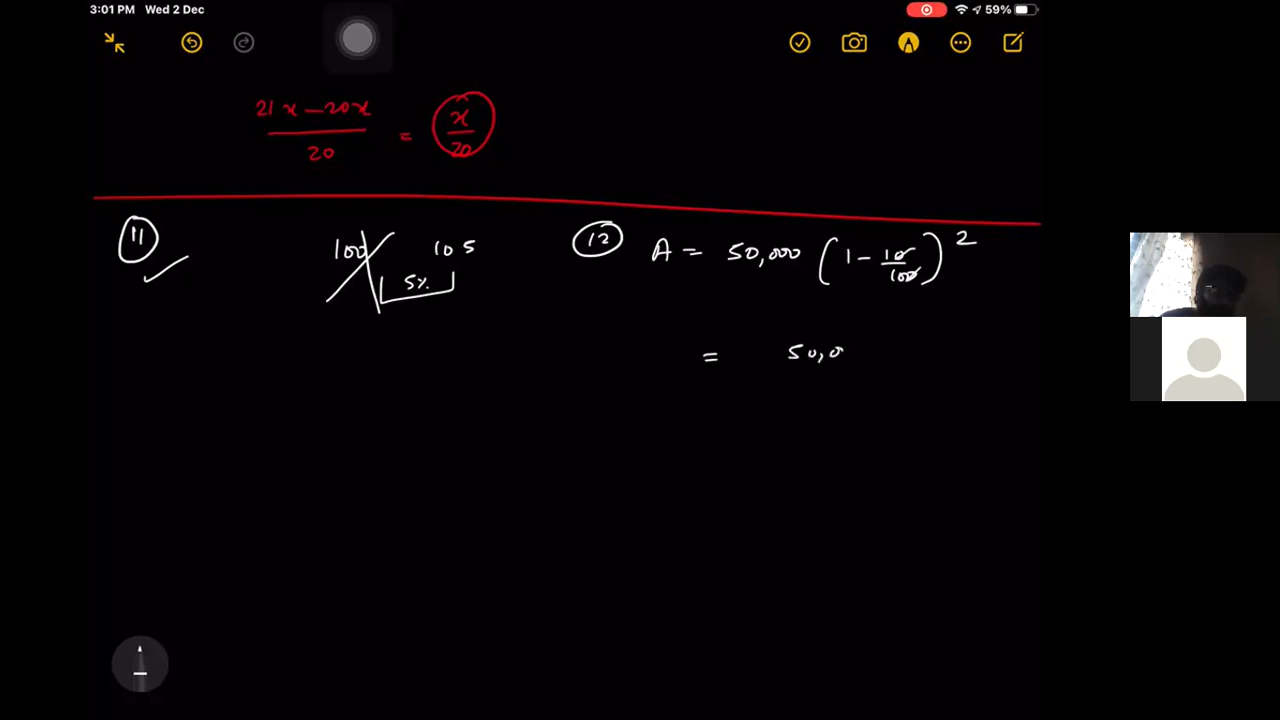 3:01 PM Wed 2 Dec 59%
21x - 20x / 20 = x/20
11 100 105
5%
12 A = 50,000 (1 - 10/100)^2
= 50,0